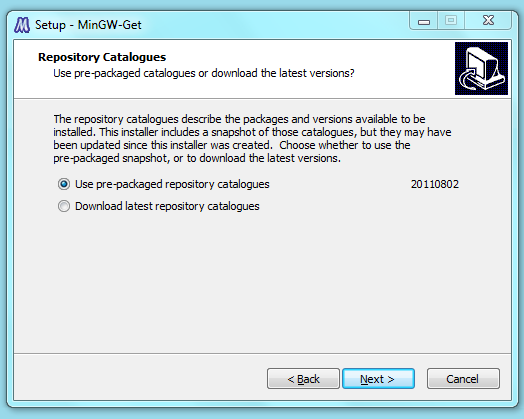 Setup - MinGW-Get
Repository Catalogues
Use pre-packaged catalogues or download the latest versions?
The repository catalogues describe the packages and versions available to be
installed. This installer includes a snapshot of those catalogues, but they may have
been updated since this installer was created.  Choose whether to use the
pre-packaged snapshot, or to download the latest versions.
Use pre-packaged repository catalogues 20110802
Download latest repository catalogues
< Back Next > Cancel